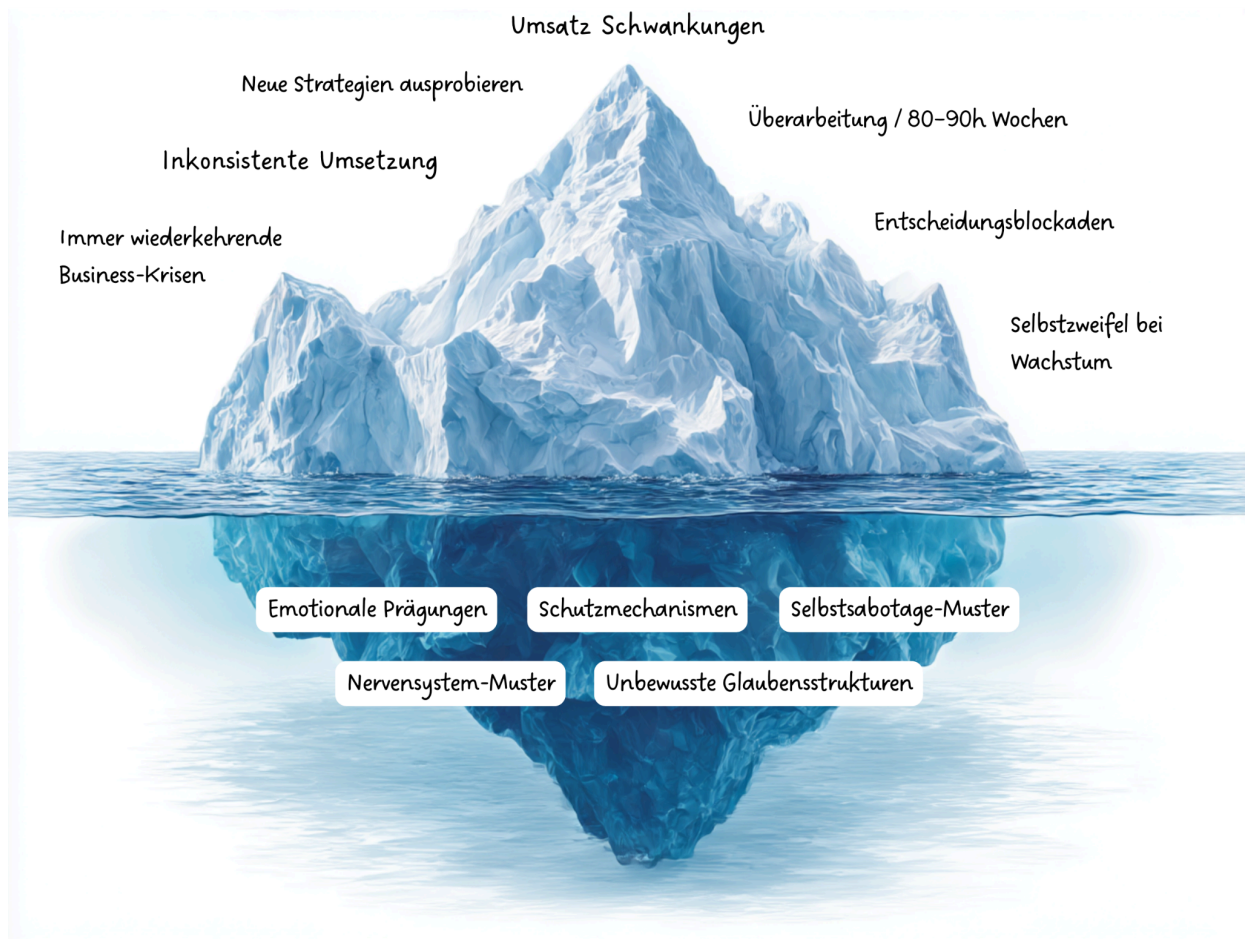 Umsatz Schwankungen
Neue Strategien ausprobieren
Überarbeitung / 80-90h Wochen
Inkonsistente Umsetzung
Entscheidungsblockaden
Immer wiederkehrende
Business-Krisen
Selbstzweifel bei
Wachstum
Emotionale Prägungen
Schutzmechanismen
Selbstsabotage-Muster
Nervensystem-Muster
Unbewusste Glaubensstrukturen